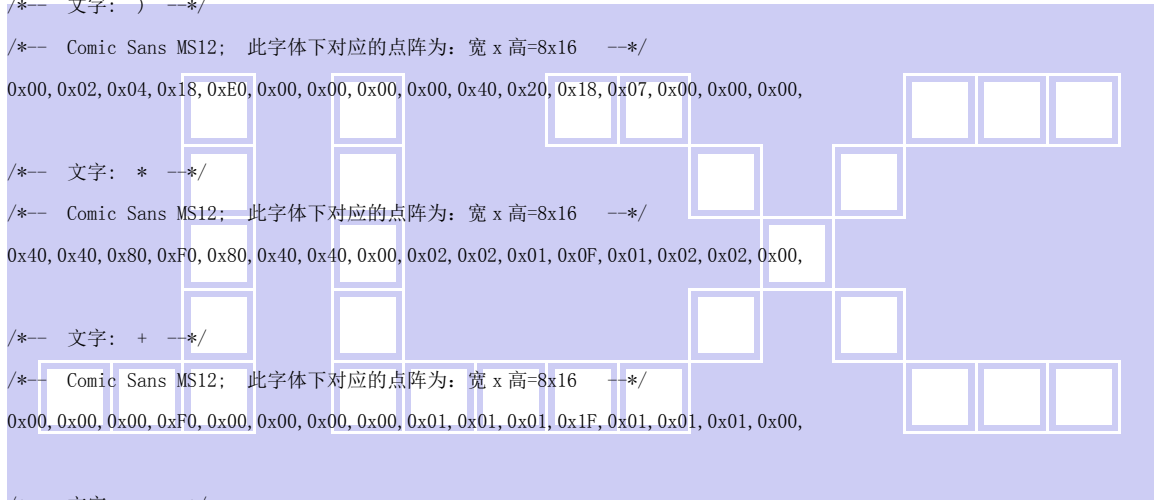 /*--  文字:  )  --*/
/*--  Comic Sans MS12;  此字体下对应的点阵为：宽 x 高=8x16   --*/
0x00,0x02,0x04,0x18,0xE0,0x00,0x00,0x00,0x00,0x40,0x20,0x18,0x07,0x00,0x00,0x00,
/*--  文字:  *  --*/
/*--  Comic Sans MS12;  此字体下对应的点阵为：宽 x 高=8x16   --*/
0x40,0x40,0x80,0xF0,0x80,0x40,0x40,0x00,0x02,0x02,0x01,0x0F,0x01,0x02,0x02,0x00,
/*--  文字:  +  --*/
/*--  Comic Sans MS12;  此字体下对应的点阵为：宽 x 高=8x16   --*/
0x00,0x00,0x00,0xF0,0x00,0x00,0x00,0x00,0x01,0x01,0x01,0x1F,0x01,0x01,0x01,0x00,